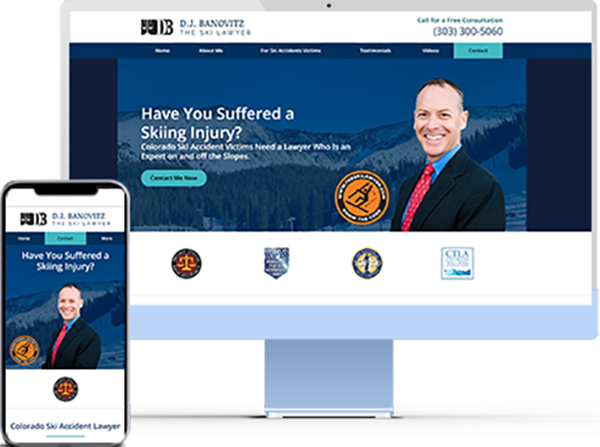 D.J. BANOVITZ
THE SKI LAWYER
Call for a Free Consultation
(303) 300-5060
Home About Me For Ski Accidents Victims Testimonials Videos Contact
Have You Suffered a
Skiing Injury?
Colorado Ski Accident Victims Need a Lawyer Who Is an
Expert on and off the Slopes.
Contact Me Now
CTLA
D.J. BANOVITZ
THE SKI LAWYER
Home Contact More
Have You Suffered a
Skiing Injury?
Colorado Ski Accident Lawyer